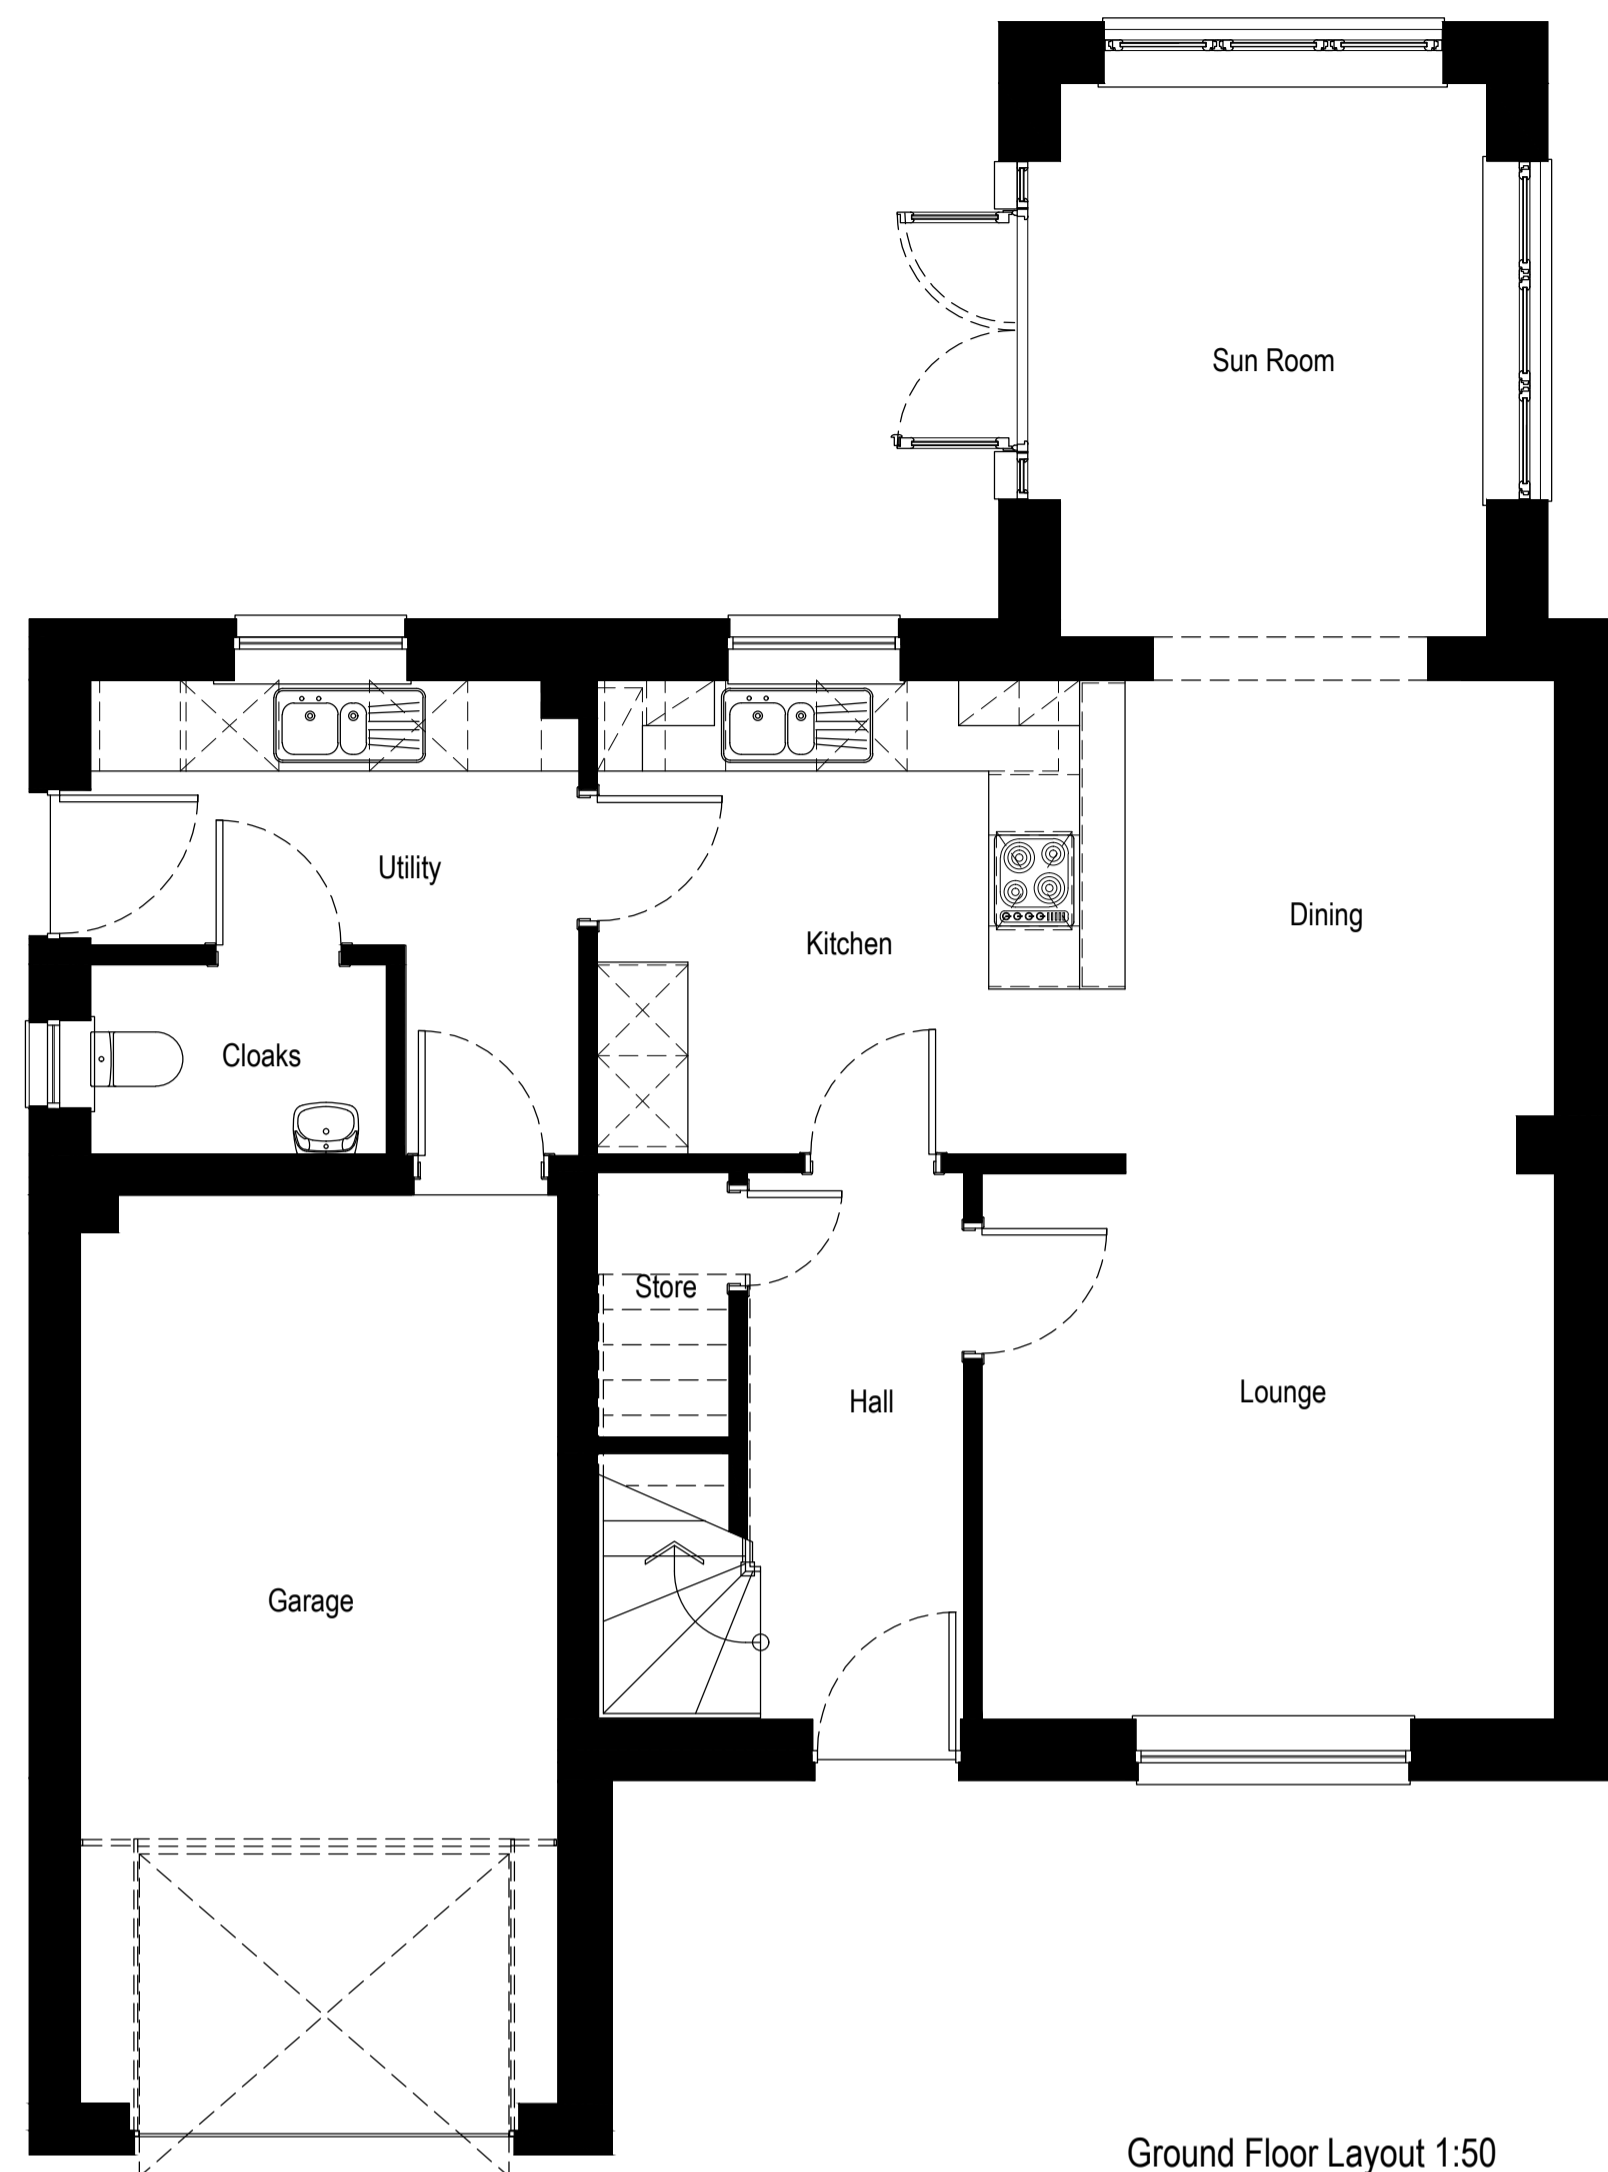 Sun Room
Utility
Dining
Kitchen
Cloaks
Store
Lounge
Hall
Garage
Ground Floor Layout 1:50